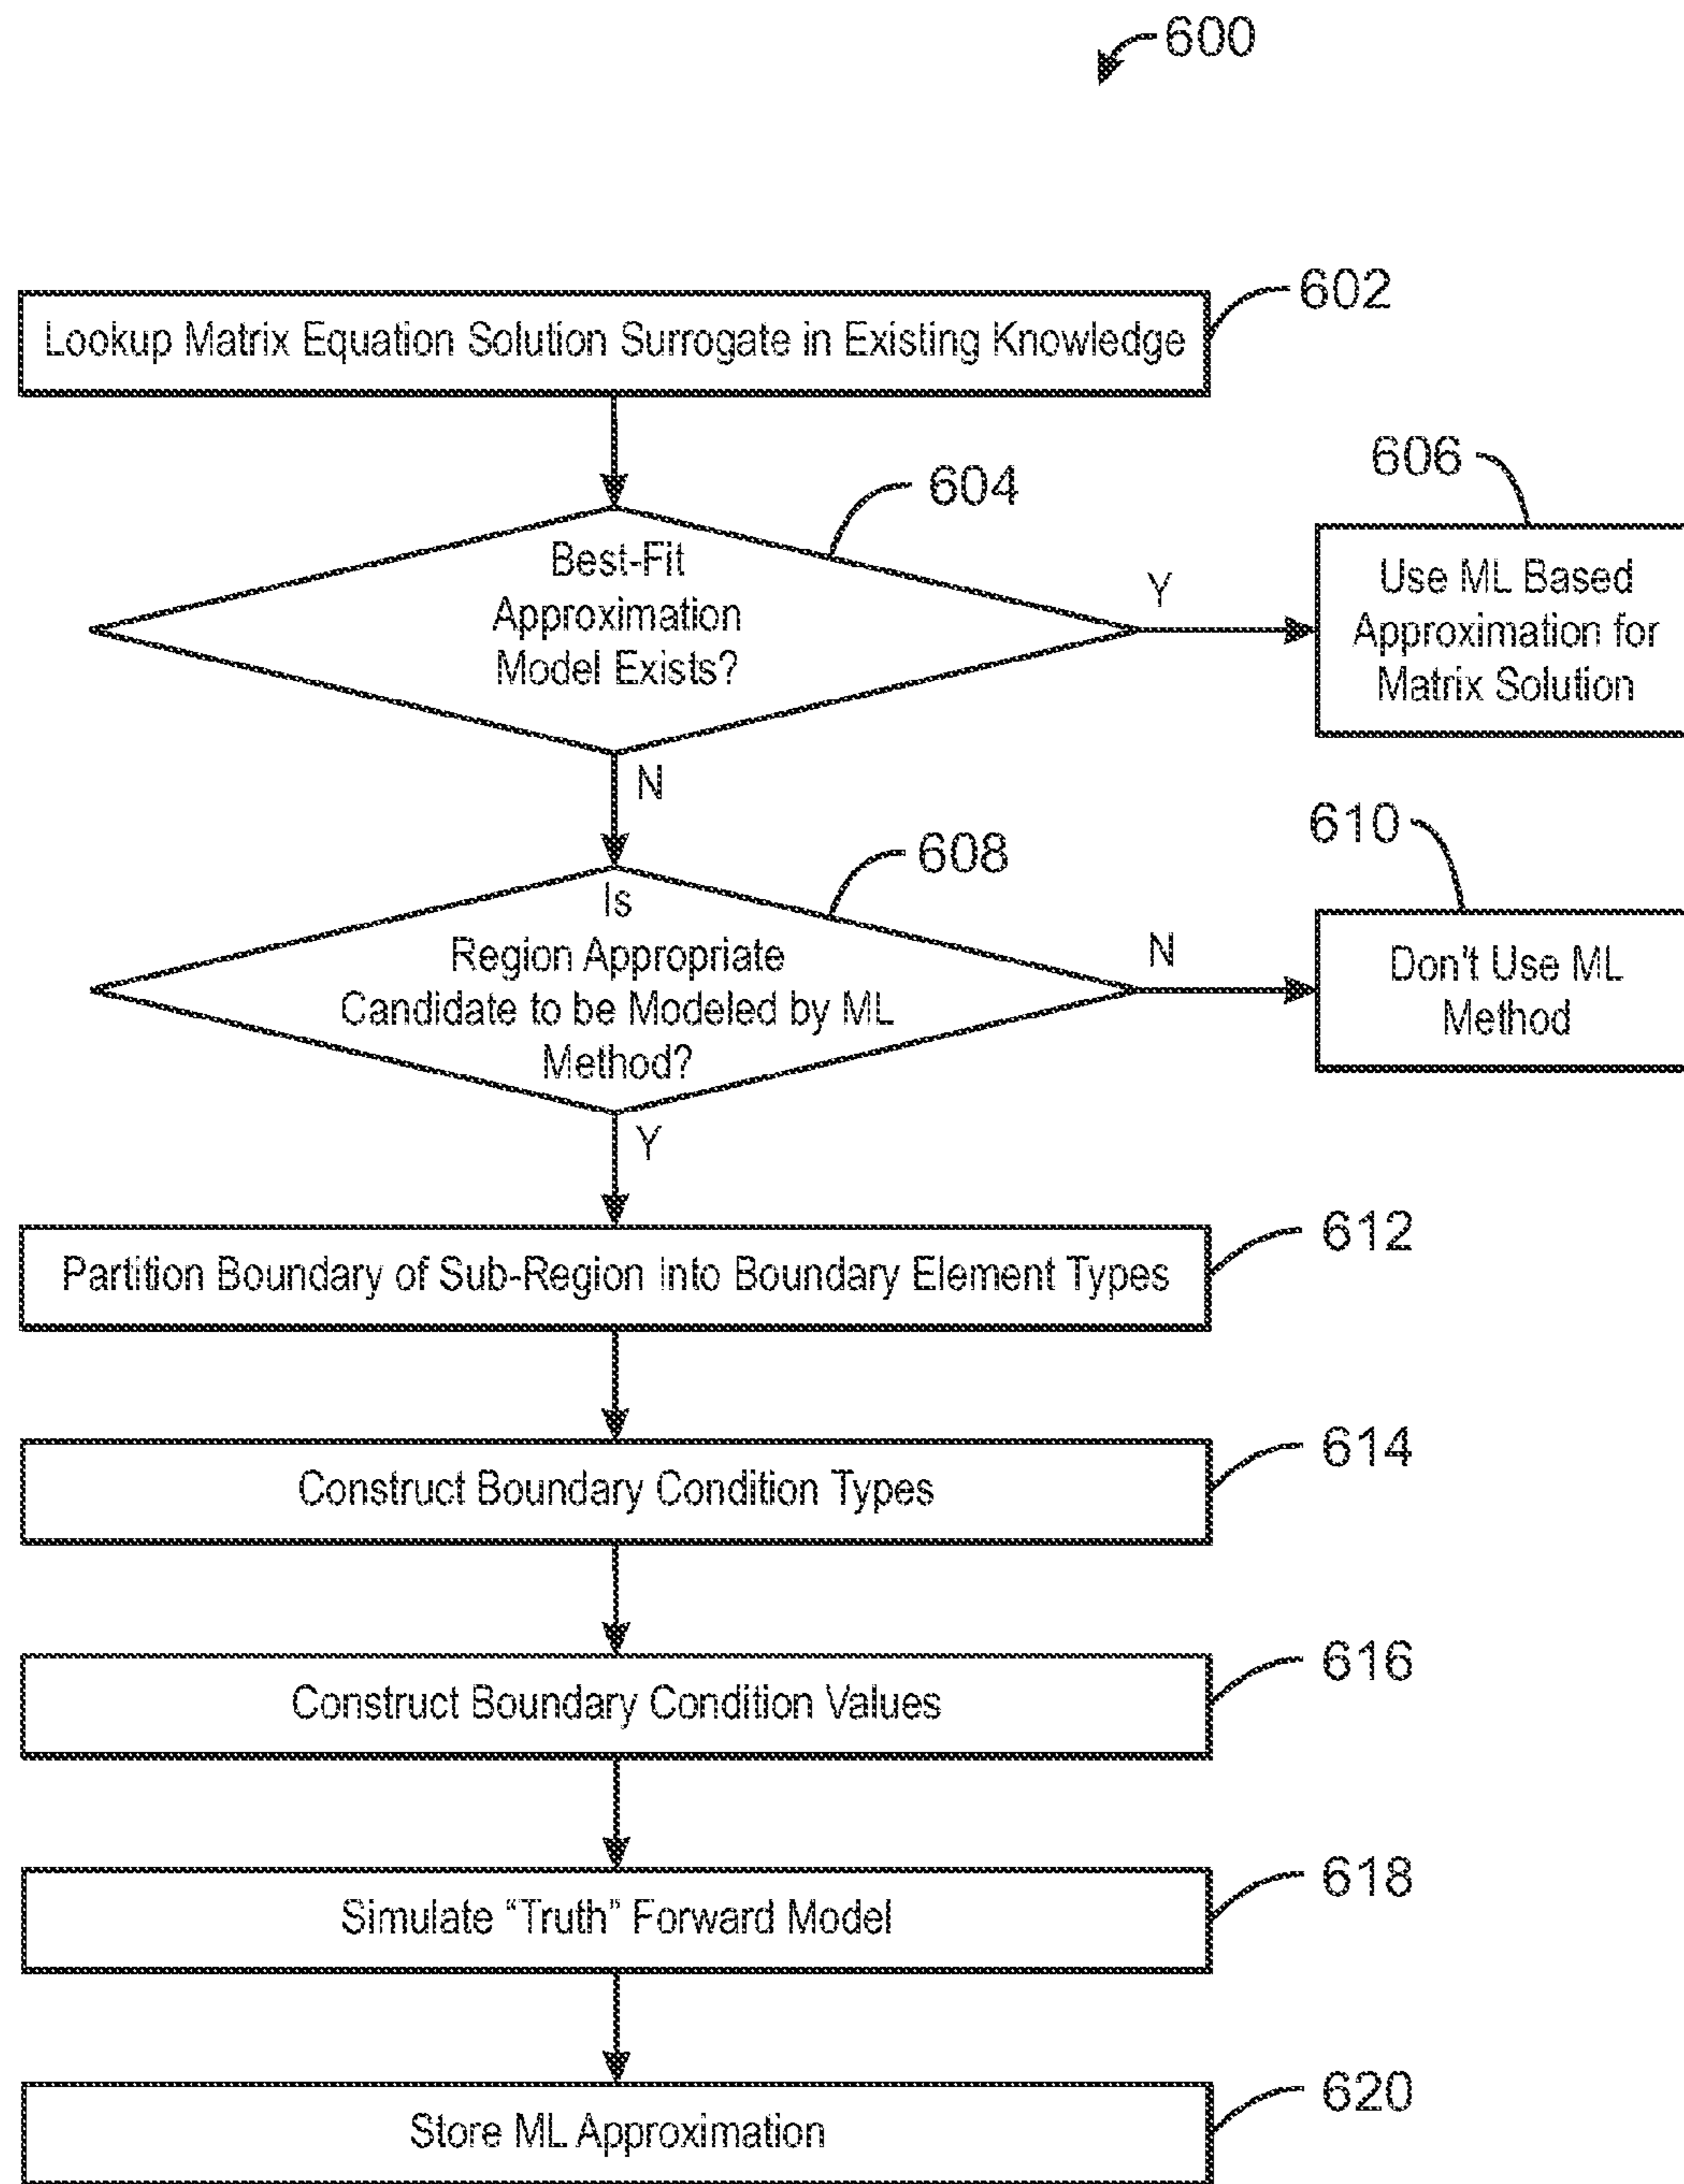 600
Lookup Matrix Equation Solution Surrogate in Existing Knowledge
602
604
Best-Fit
Approximation
Model Exists?
Y
606
Use ML Based
Approximation for
Matrix Solution
N
608
Is
Region Appropriate
Candidate to be Modeled by ML
Method?
N
610
Don't Use ML
Method
Y
Partition Boundary of Sub-Region into Boundary Element Types
612
Construct Boundary Condition Types
614
Construct Boundary Condition Values
616
Simulate “Truth” Forward Model
618
Store ML Approximation
620